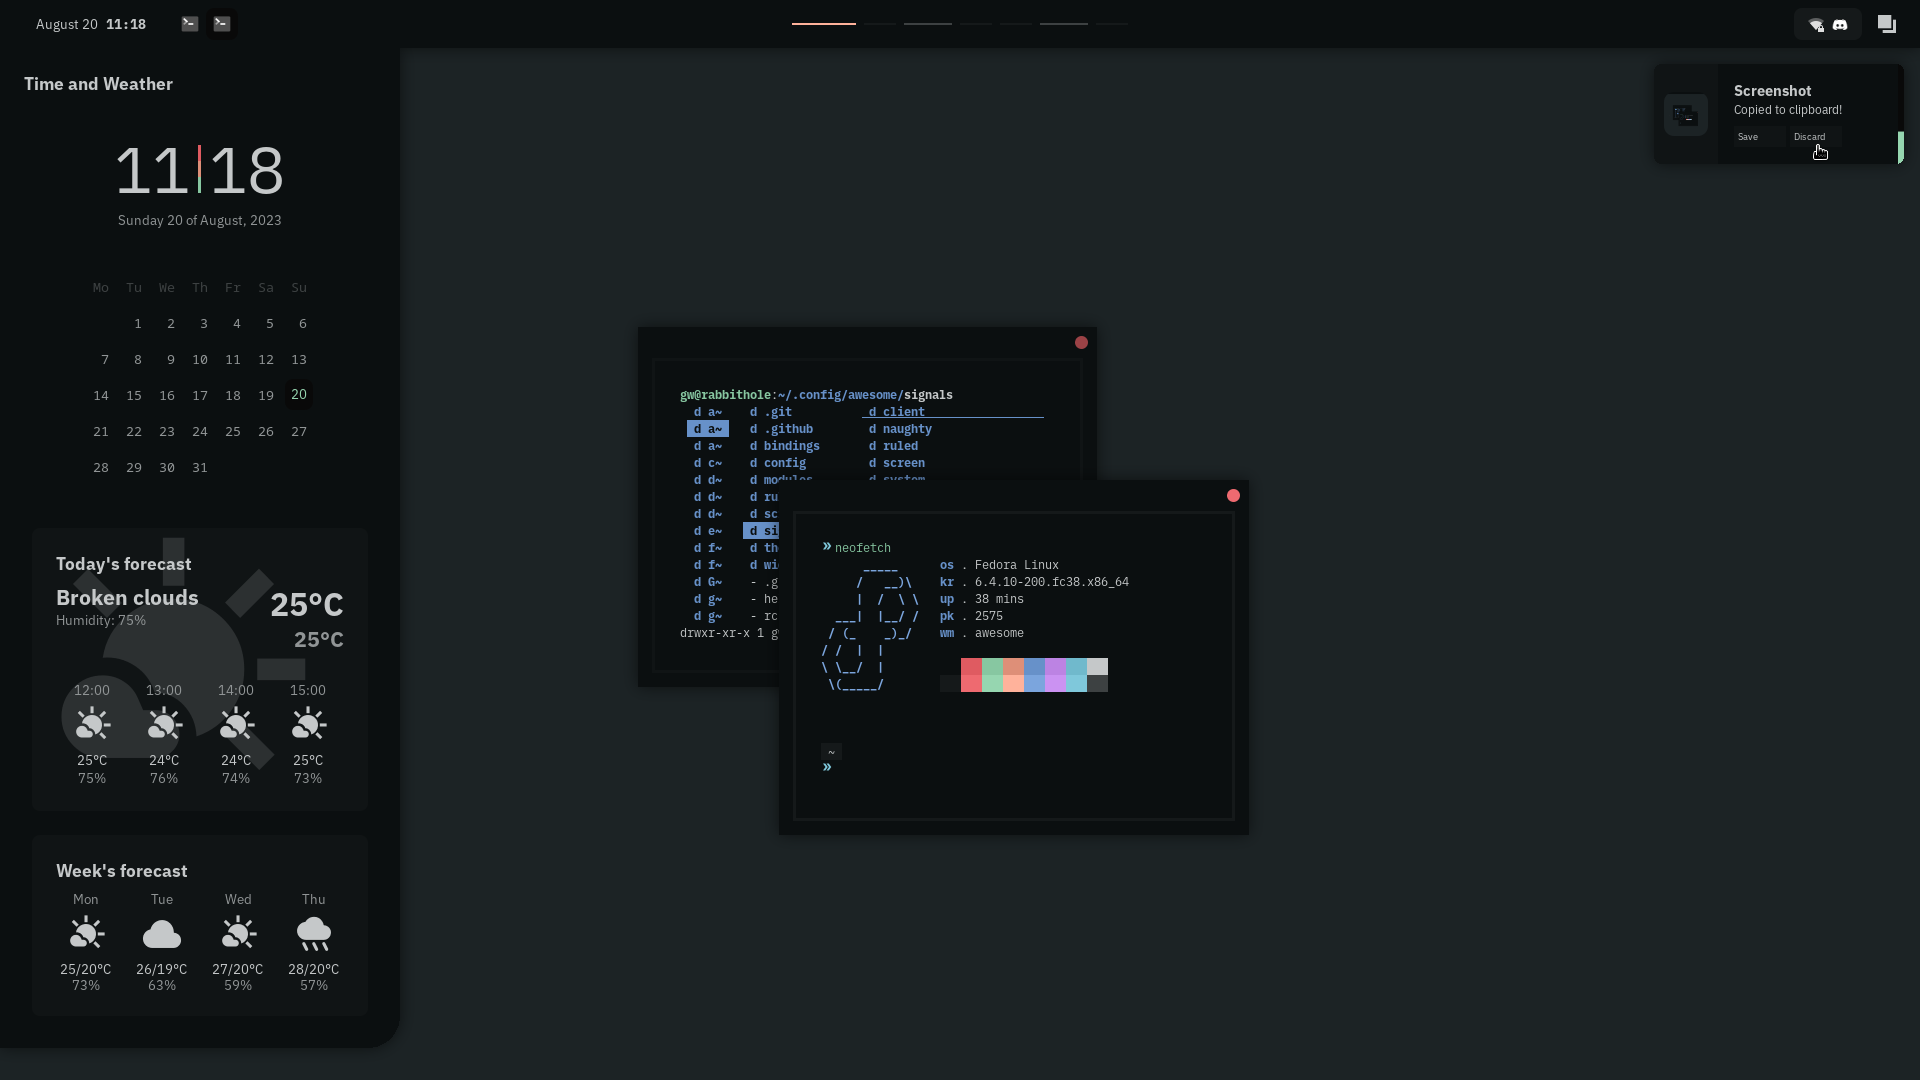 August 20 11:18
Time and Weather
11 18
Sunday 20 of August, 2023
Mo Tu We Th Fr Sa Su
1 2 3 4 5 6
7 8 9 10 11 12 13
14 15 16 17 18 19 20
21 22 23 24 25 26 27
28 29 30 31
Today's forecast
Broken clouds
Humidity: 75%
25°C
25°C
12:00 13:00 14:00 15:00
25°C 24°C 24°C 25°C
75% 76% 74% 73%
Week's forecast
Mon Tue Wed Thu
25/20°C 26/19°C 27/20°C 28/20°C
73% 63% 59% 57%
gw@rabbithole:~/.config/awesome/signals
d a~ d .git d client
d a~ d .github d naughty
d a~ d bindings d ruled
d c~ d config d screen
d d~ d modules d system
d d~ d ru
d d~ d sc
d e~ d si
d f~ d th
d f~ d wi
d G~ - .g
d g~ - he
d g~ - rc
drwxr-xr-x 1 g
» neofetch
os . Fedora Linux
kr . 6.4.10-200.fc38.x86_64
up . 38 mins
pk . 2575
wm . awesome
~
»
Screenshot
Copied to clipboard!
Save Discard